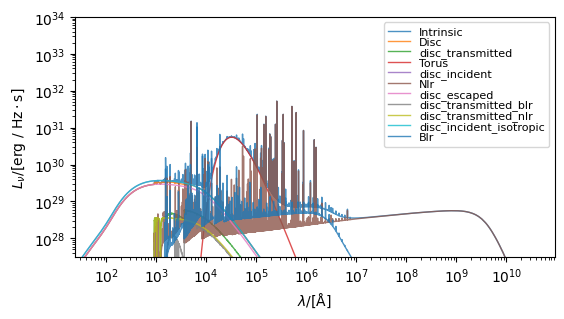 10^34
10^33
10^32
10^31
10^30
10^29
10^28
L_ν/[erg / Hz · s]
10^2 10^3 10^4 10^5 10^6 10^7 10^8 10^9 10^10
λ/[Å]
Intrinsic
Disc
disc_transmitted
Torus
disc_incident
Nlr
disc_escaped
disc_transmitted_blr
disc_transmitted_nlr
disc_incident_isotropic
Blr